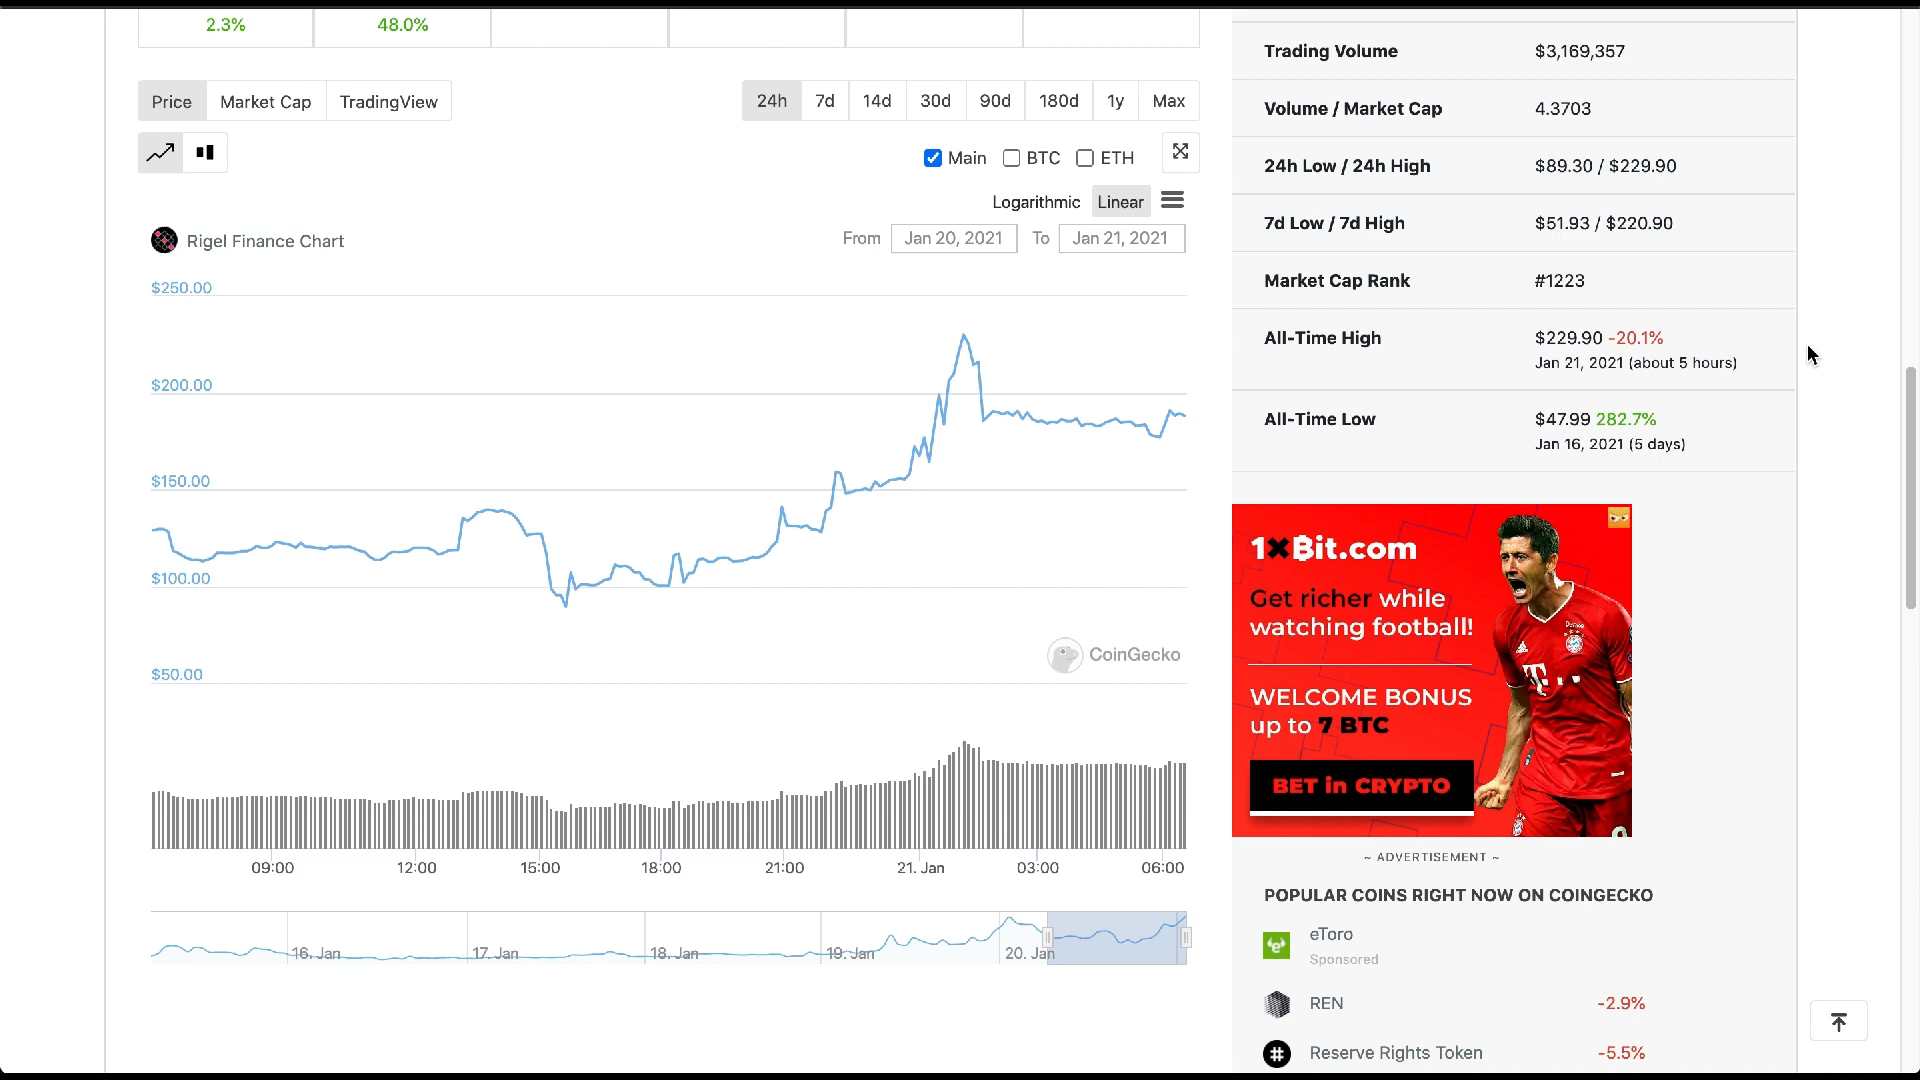 2.3%
48.0%
Price
Market Cap
TradingView
24h
7d
14d
30d
90d
180d
1y
Max
Main
BTC
ETH
Logarithmic
Linear
Rigel Finance Chart
From
Jan 20, 2021
To
Jan 21, 2021
$250.00
$200.00
$150.00
$100.00
$50.00
CoinGecko
09:00
12:00
15:00
18:00
21:00
21. Jan
03:00
06:00
16. Jan
17. Jan
18. Jan
19. Jan
20. Jan
Trading Volume
$3,169,357
Volume / Market Cap
4.3703
24h Low / 24h High
$89.30 / $229.90
7d Low / 7d High
$51.93 / $220.90
Market Cap Rank
#1223
All-Time High
$229.90 -20.1%
Jan 21, 2021 (about 5 hours)
All-Time Low
$47.99 282.7%
Jan 16, 2021 (5 days)
1×Bit.com
Get richer while
watching football!
WELCOME BONUS
up to 7 BTC
BET in CRYPTO
~ ADVERTISEMENT ~
POPULAR COINS RIGHT NOW ON COINGECKO
eToro
Sponsored
REN
-2.9%
Reserve Rights Token
-5.5%